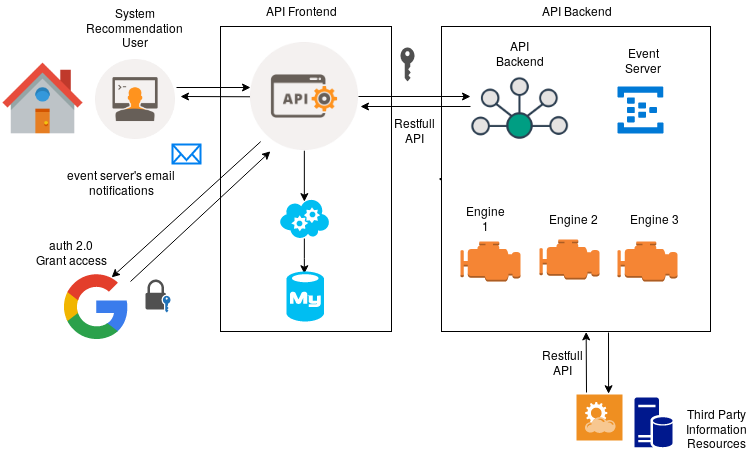 System
Recommendation
User
API Frontend
API Backend
>-
API
API
Backend
Event
Server
Restfull
API
event server's email
notifications
auth 2.0
Grant access
My
Engine
1
Engine 2
Engine 3
Restfull
API
Third Party
Information
Resources